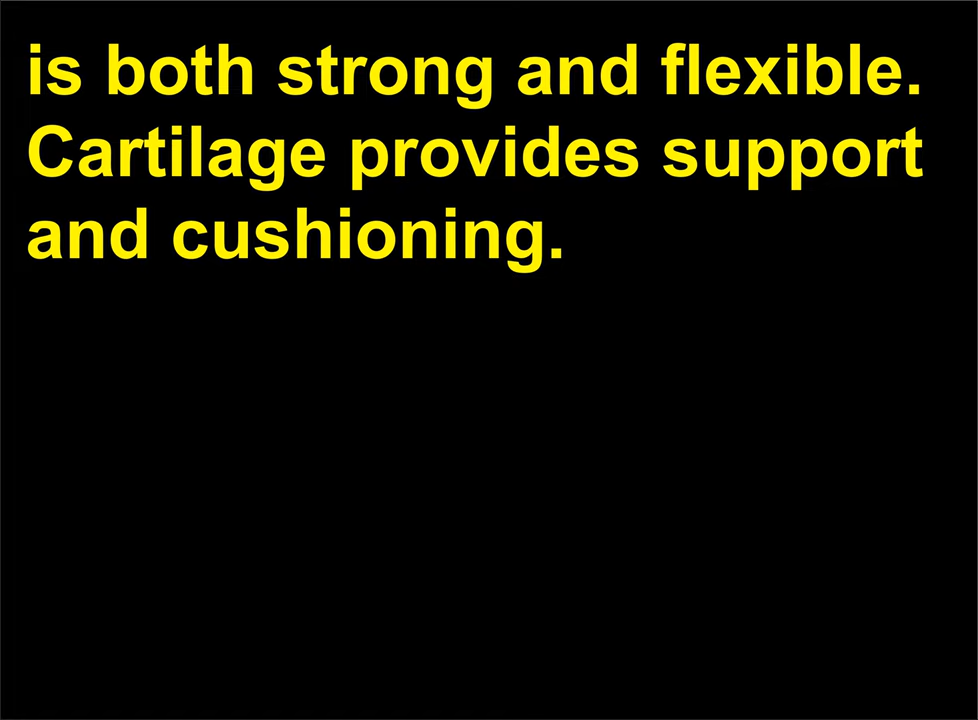 is both strong and flexible.
Cartilage provides support
and cushioning.